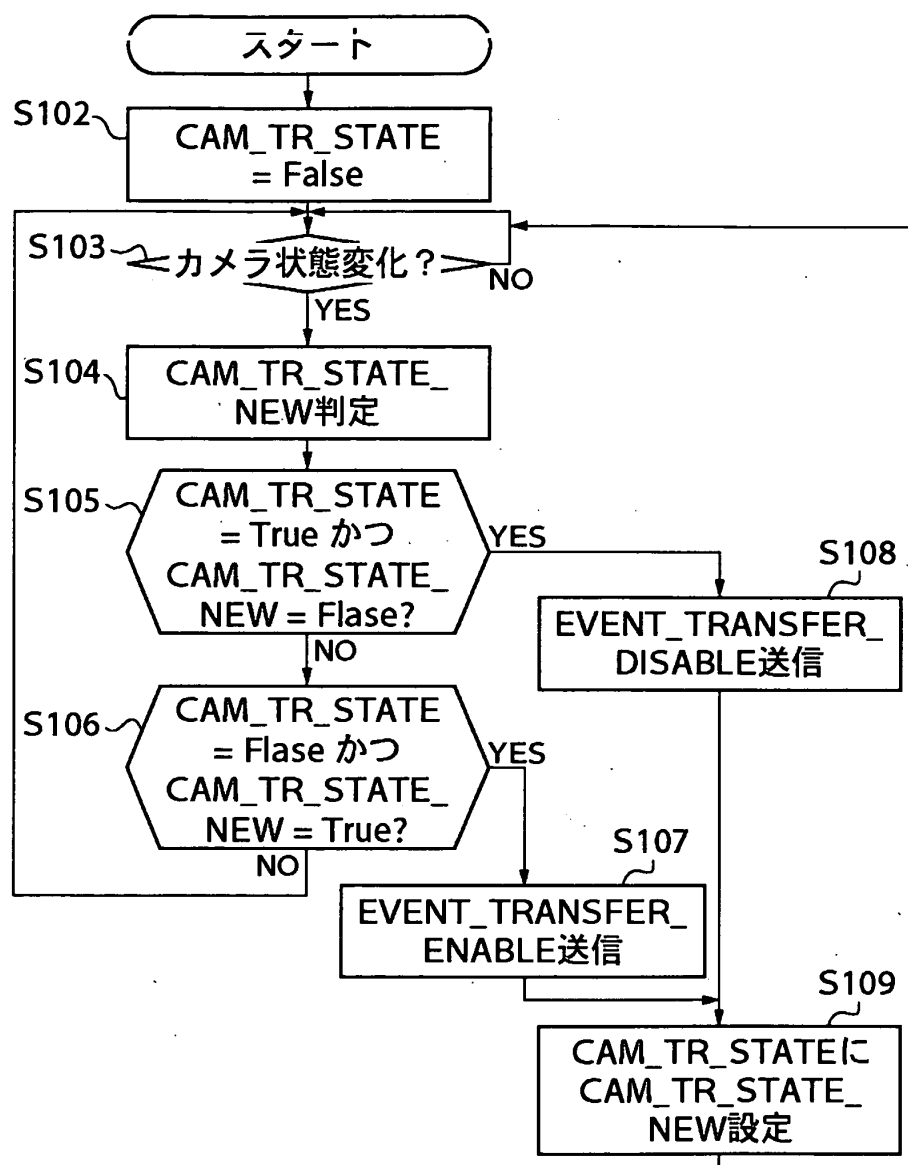 スタート
S102
CAM_TR_STATE
= False
S103
カメラ状態変化？
NO
YES
S104
CAM_TR_STATE_
NEW判定
S105
CAM_TR_STATE
= True かつ
CAM_TR_STATE_
NEW = Flase?
YES
NO
S108
EVENT_TRANSFER_
DISABLE送信
S106
CAM_TR_STATE
= Flase かつ
CAM_TR_STATE_
NEW = True?
YES
NO
S107
EVENT_TRANSFER_
ENABLE送信
S109
CAM_TR_STATEに
CAM_TR_STATE_
NEW設定